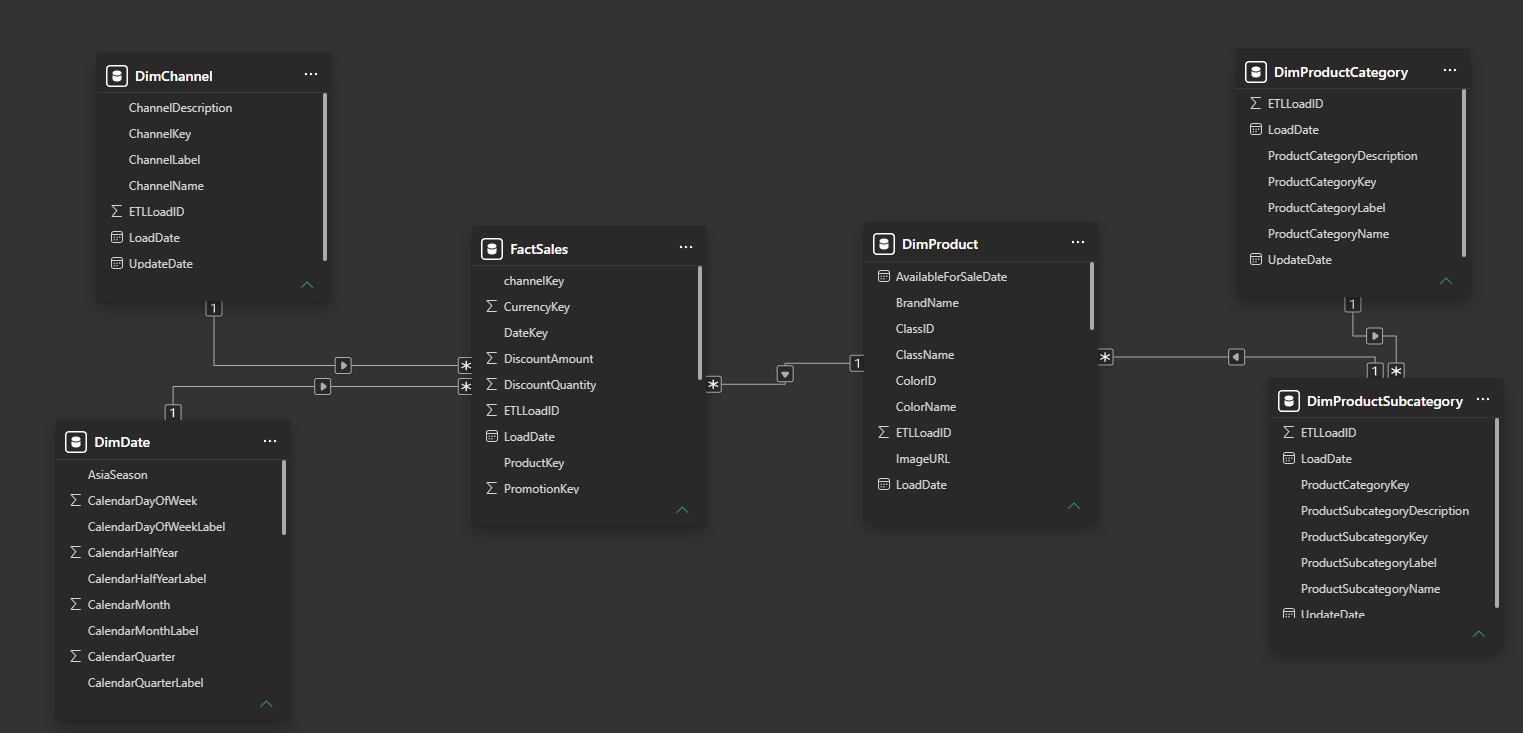 DimChannel
ChannelDescription
ChannelKey
ChannelLabel
ChannelName
∑ ETLLoadID
LoadDate
UpdateDate
1
*
DimDate
AsiaSeason
∑ CalendarDayOfWeek
CalendarDayOfWeekLabel
∑ CalendarHalfYear
CalendarHalfYearLabel
∑ CalendarMonth
CalendarMonthLabel
∑ CalendarQuarter
CalendarQuarterLabel
1
*
FactSales
channelKey
∑ CurrencyKey
DateKey
∑ DiscountAmount
∑ DiscountQuantity
∑ ETLLoadID
LoadDate
ProductKey
∑ PromotionKey
*
1
DimProduct
AvailableForSaleDate
BrandName
ClassID
ClassName
ColorID
ColorName
∑ ETLLoadID
ImageURL
LoadDate
*
1
DimProductCategory
∑ ETLLoadID
LoadDate
ProductCategoryDescription
ProductCategoryKey
ProductCategoryLabel
ProductCategoryName
UpdateDate
1
*
DimProductSubcategory
∑ ETLLoadID
LoadDate
ProductCategoryKey
ProductSubcategoryDescription
ProductSubcategoryKey
ProductSubcategoryLabel
ProductSubcategoryName
UpdateDate